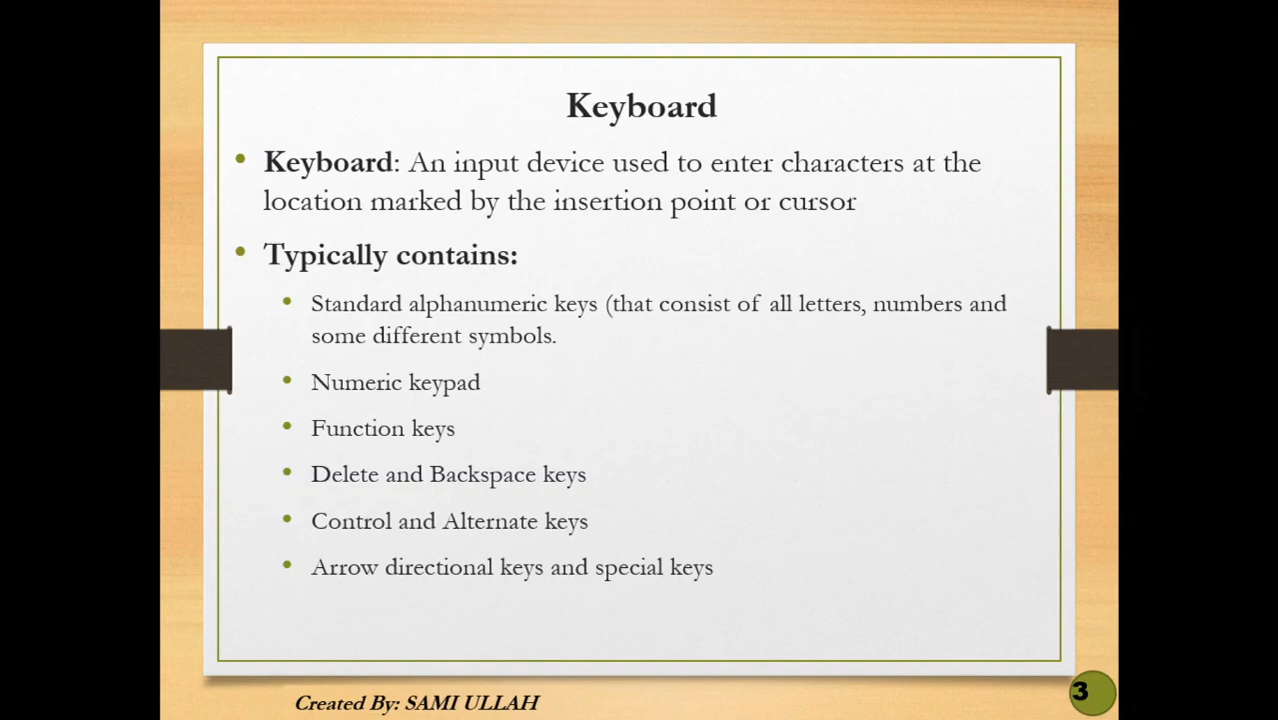 Keyboard
• Keyboard: An input device used to enter characters at the
location marked by the insertion point or cursor
• Typically contains:
• Standard alphanumeric keys (that consist of all letters, numbers and
some different symbols.
• Numeric keypad
• Function keys
• Delete and Backspace keys
• Control and Alternate keys
• Arrow directional keys and special keys
Created By: SAMI ULLAH
3